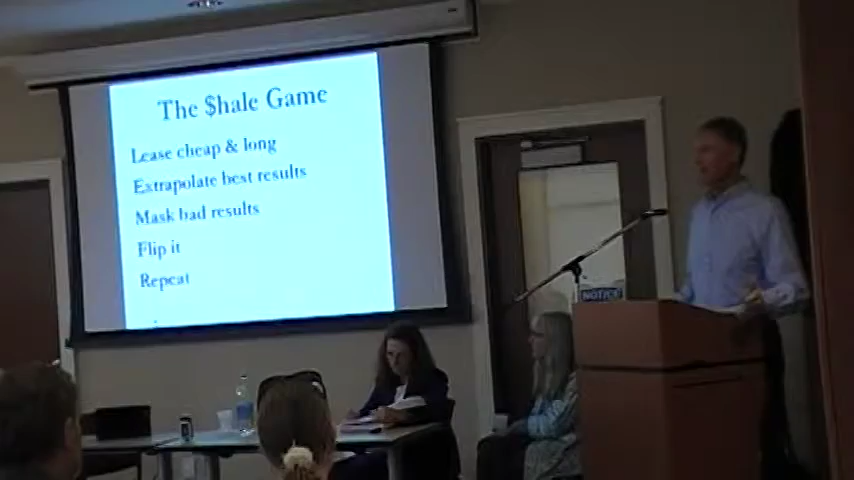 The $hale Game
Lease cheap & long
Extrapolate best results
Mask bad results
Flip it
Repeat
NOTICE